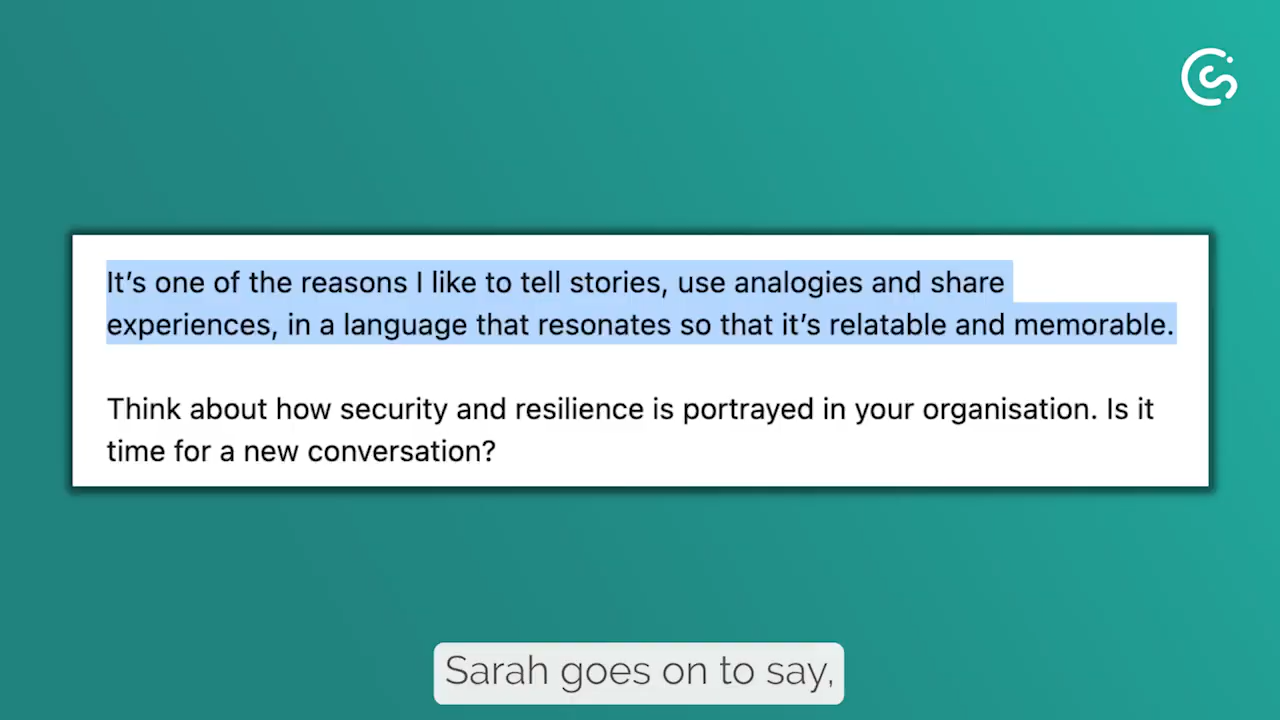 It’s one of the reasons I like to tell stories, use analogies and share
experiences, in a language that resonates so that it’s relatable and memorable.
Think about how security and resilience is portrayed in your organisation. Is it
time for a new conversation?
Sarah goes on to say,